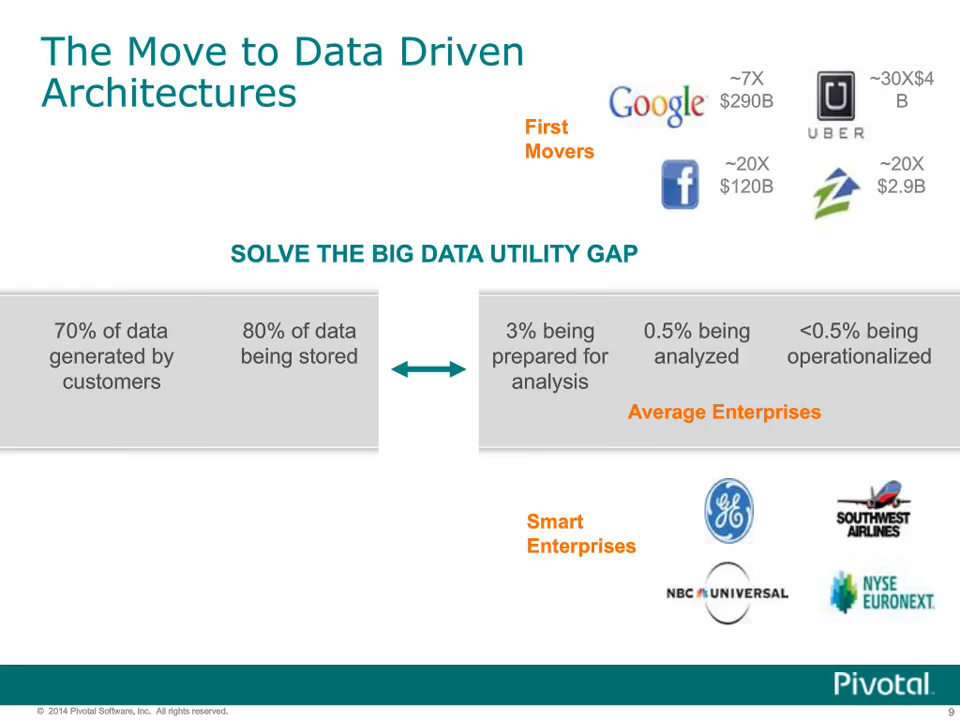 The Move to Data Driven
Architectures
First
Movers
Google
~7X
$290B
U
UBER
~30X$4
B
f
~20X
$120B
~20X
$2.9B
SOLVE THE BIG DATA UTILITY GAP
70% of data
generated by
customers
80% of data
being stored
3% being
prepared for
analysis
0.5% being
analyzed
<0.5% being
operationalized
Average Enterprises
Smart
Enterprises
GE
SOUTHWEST
AIRLINES
NBC UNIVERSAL
NYSE
EURONEXT.
Pivotal
© 2014 Pivotal Software, Inc. All rights reserved.
9